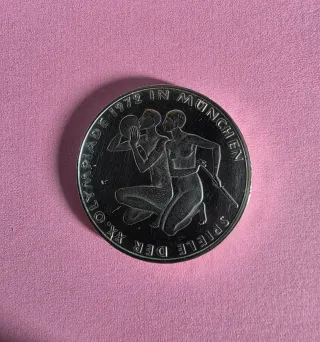 SPIELE DER XX. OLYMPIADE 1972 IN MÜNCHEN